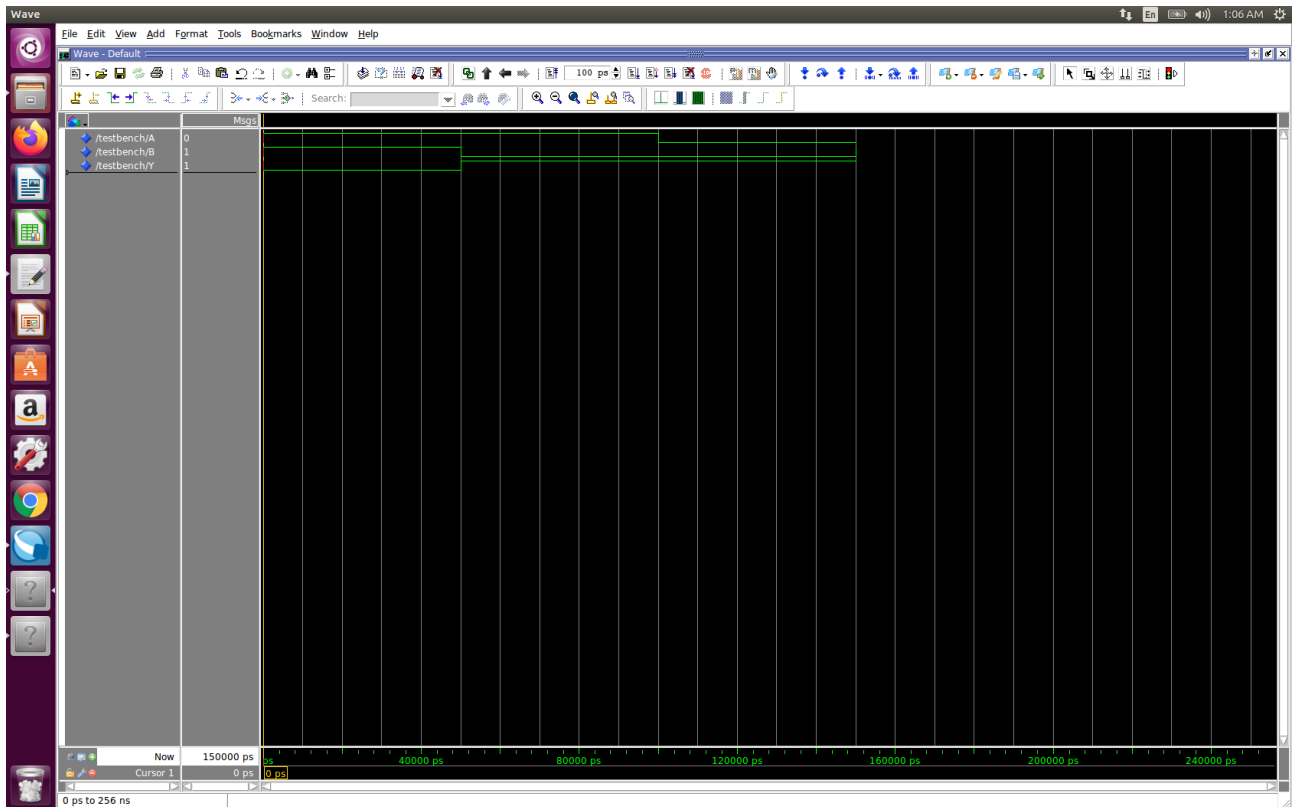 Wave
En
1:06 AM
File Edit View Add Format Tools Bookmarks Window Help
Wave - Default
100 ps
Search:
Msgs
/testbench/A 0
/testbench/B 1
/testbench/Y 1
Now 150000 ps
ps 40000 ps 80000 ps 120000 ps 160000 ps 200000 ps 240000 ps
Cursor 1 0 ps 0 ps
0 ps to 256 ns